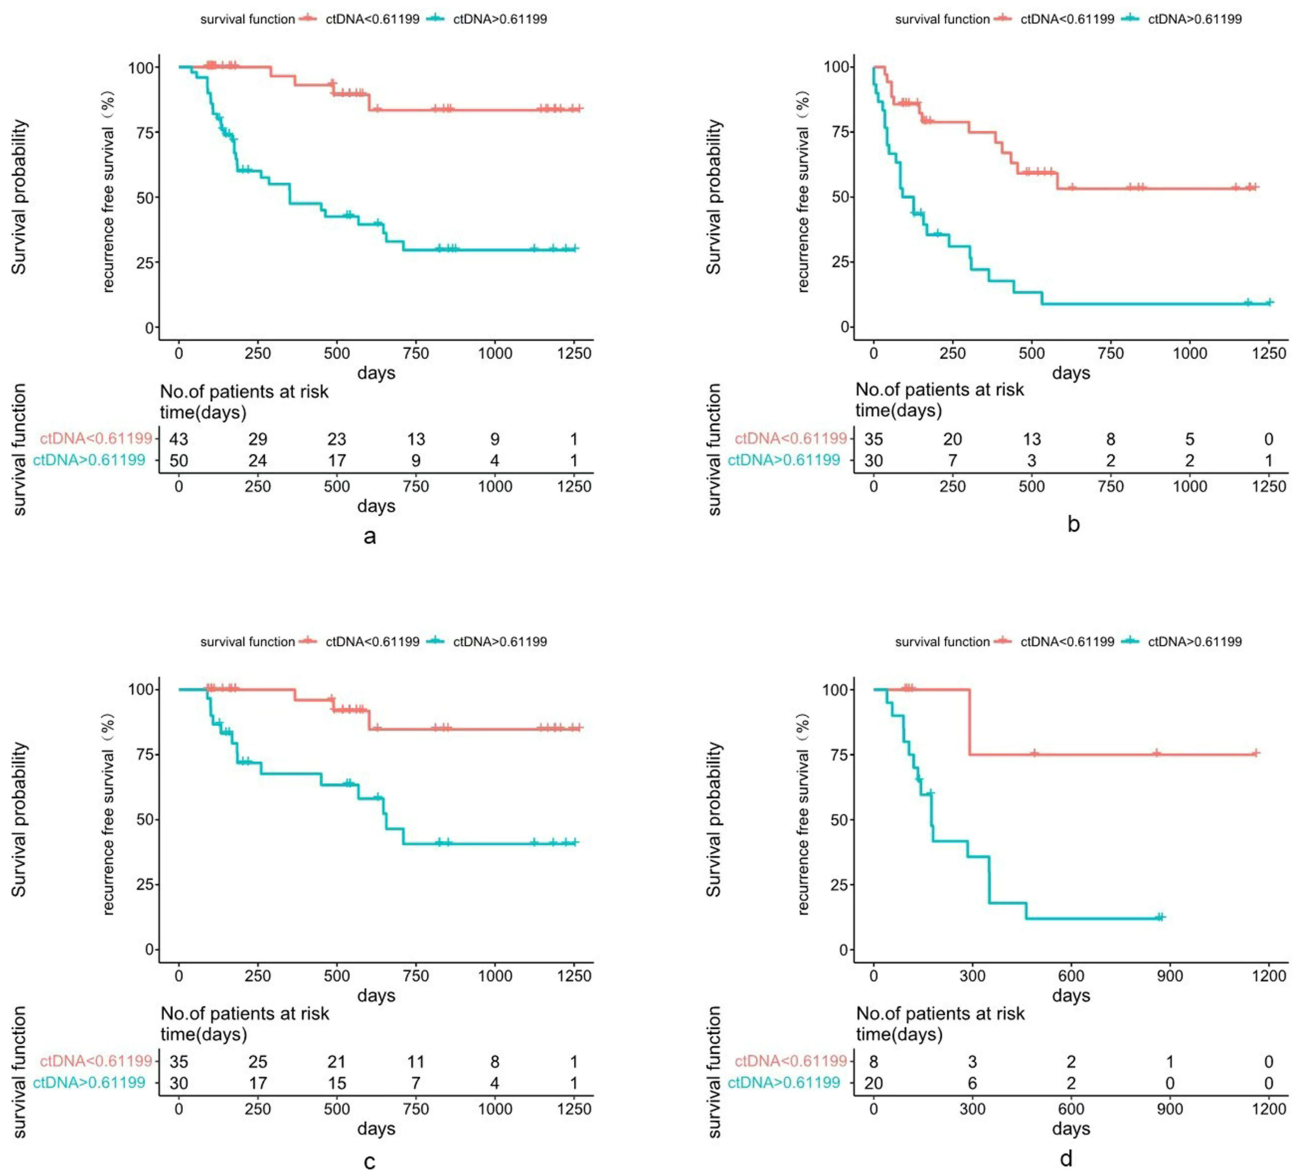 survival function ctDNA<0.61199 ctDNA>0.61199
Survival probability
recurrence free survival（%）
100
75
50
25
0
0 250 500 750 1000 1250
days
No.of patients at risk
time(days)
survival function
ctDNA<0.61199 43 29 23 13 9 1
ctDNA>0.61199 50 24 17 9 4 1
0 250 500 750 1000 1250
days
a
survival function ctDNA<0.61199 ctDNA>0.61199
Survival probability
recurrence free survival（%）
100
75
50
25
0
0 250 500 750 1000 1250
days
No.of patients at risk
time(days)
survival function
ctDNA<0.61199 35 20 13 8 5 0
ctDNA>0.61199 30 7 3 2 2 1
0 250 500 750 1000 1250
days
b
survival function ctDNA<0.61199 ctDNA>0.61199
Survival probability
recurrence free survival（%）
100
75
50
25
0
0 250 500 750 1000 1250
days
No.of patients at risk
time(days)
survival function
ctDNA<0.61199 35 25 21 11 8 1
ctDNA>0.61199 30 17 15 7 4 1
0 250 500 750 1000 1250
days
c
survival function ctDNA<0.61199 ctDNA>0.61199
Survival probability
recurrence free survival（%）
100
75
50
25
0
0 300 600 900 1200
days
No.of patients at risk
time(days)
survival function
ctDNA<0.61199 8 3 2 1 0
ctDNA>0.61199 20 6 2 0 0
0 300 600 900 1200
days
d